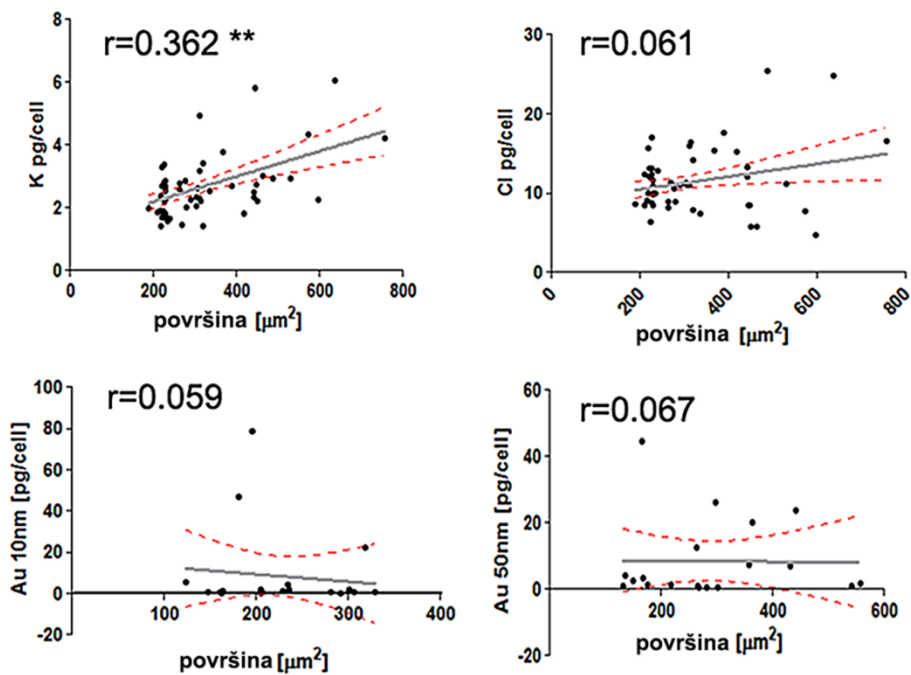 r=0.362 **
K pg/cell
8
6
4
2
0
0 200 400 600 800
površina [μm²]
r=0.061
Cl pg/cell
30
20
10
0
0 200 400 600 800
površina [μm²]
r=0.059
Au 10nm [pg/cell]
100
80
60
40
20
0
-20
100 200 300 400
površina [μm²]
r=0.067
Au 50nm [pg/cell]
60
40
20
0
-20
200 400 600
površina [μm²]